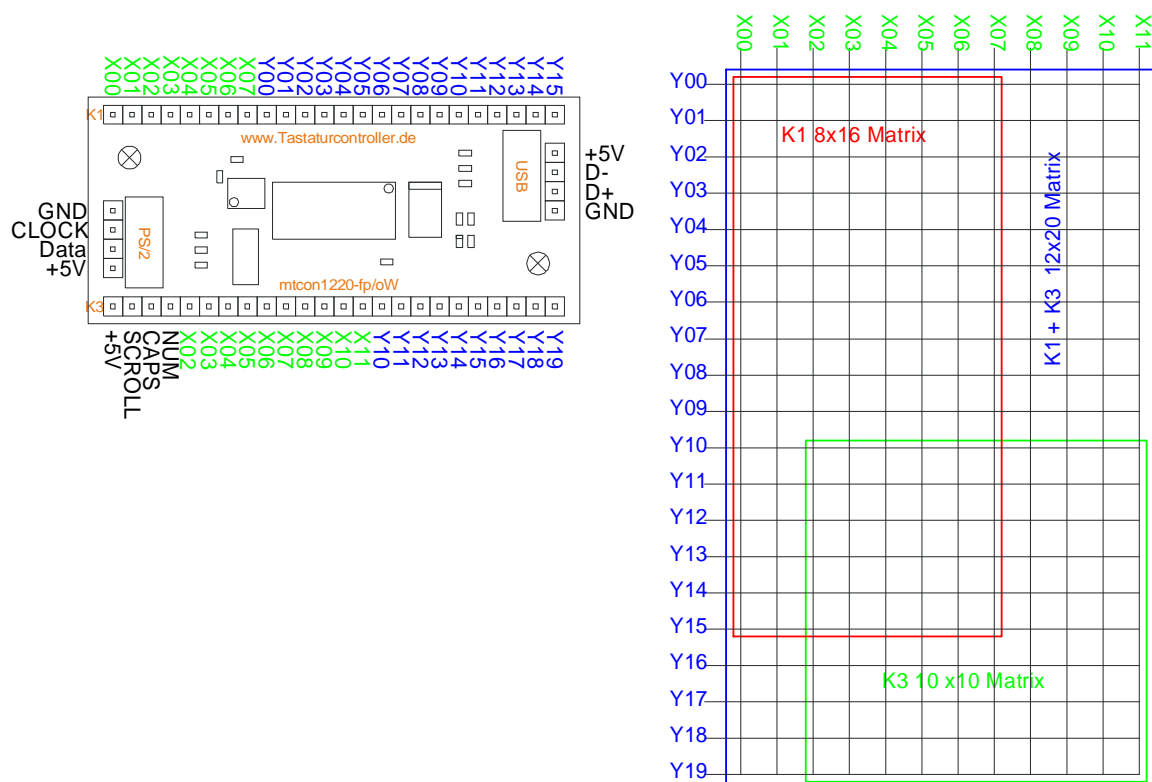 X00 X01 X02 X03 X04 X05 X06 X07 Y00 Y01 Y02 Y03 Y04 Y05 Y06 Y07 Y08 Y09 Y10 Y11 Y12 Y13 Y14 Y15
K1
www.Tastaturcontroller.de
USB
+5V
D-
D+
GND
GND
CLOCK
Data
+5V
PS/2
mtcon1220-fp/oW
K3
+5V SCROLL CAPS NUM X02 X03 X04 X05 X06 X07 X08 X09 X10 X11 Y10 Y11 Y12 Y13 Y14 Y15 Y16 Y17 Y18 Y19
X00 X01 X02 X03 X04 X05 X06 X07 X08 X09 X10 X11
Y00
Y01
K1 8x16 Matrix
Y02
Y03
Y04
Y05
Y06
Y07
Y08
Y09
Y10
Y11
Y12
Y13
Y14
Y15
Y16
Y17
Y18
Y19
K1 + K3 12x20 Matrix
K3 10 x10 Matrix